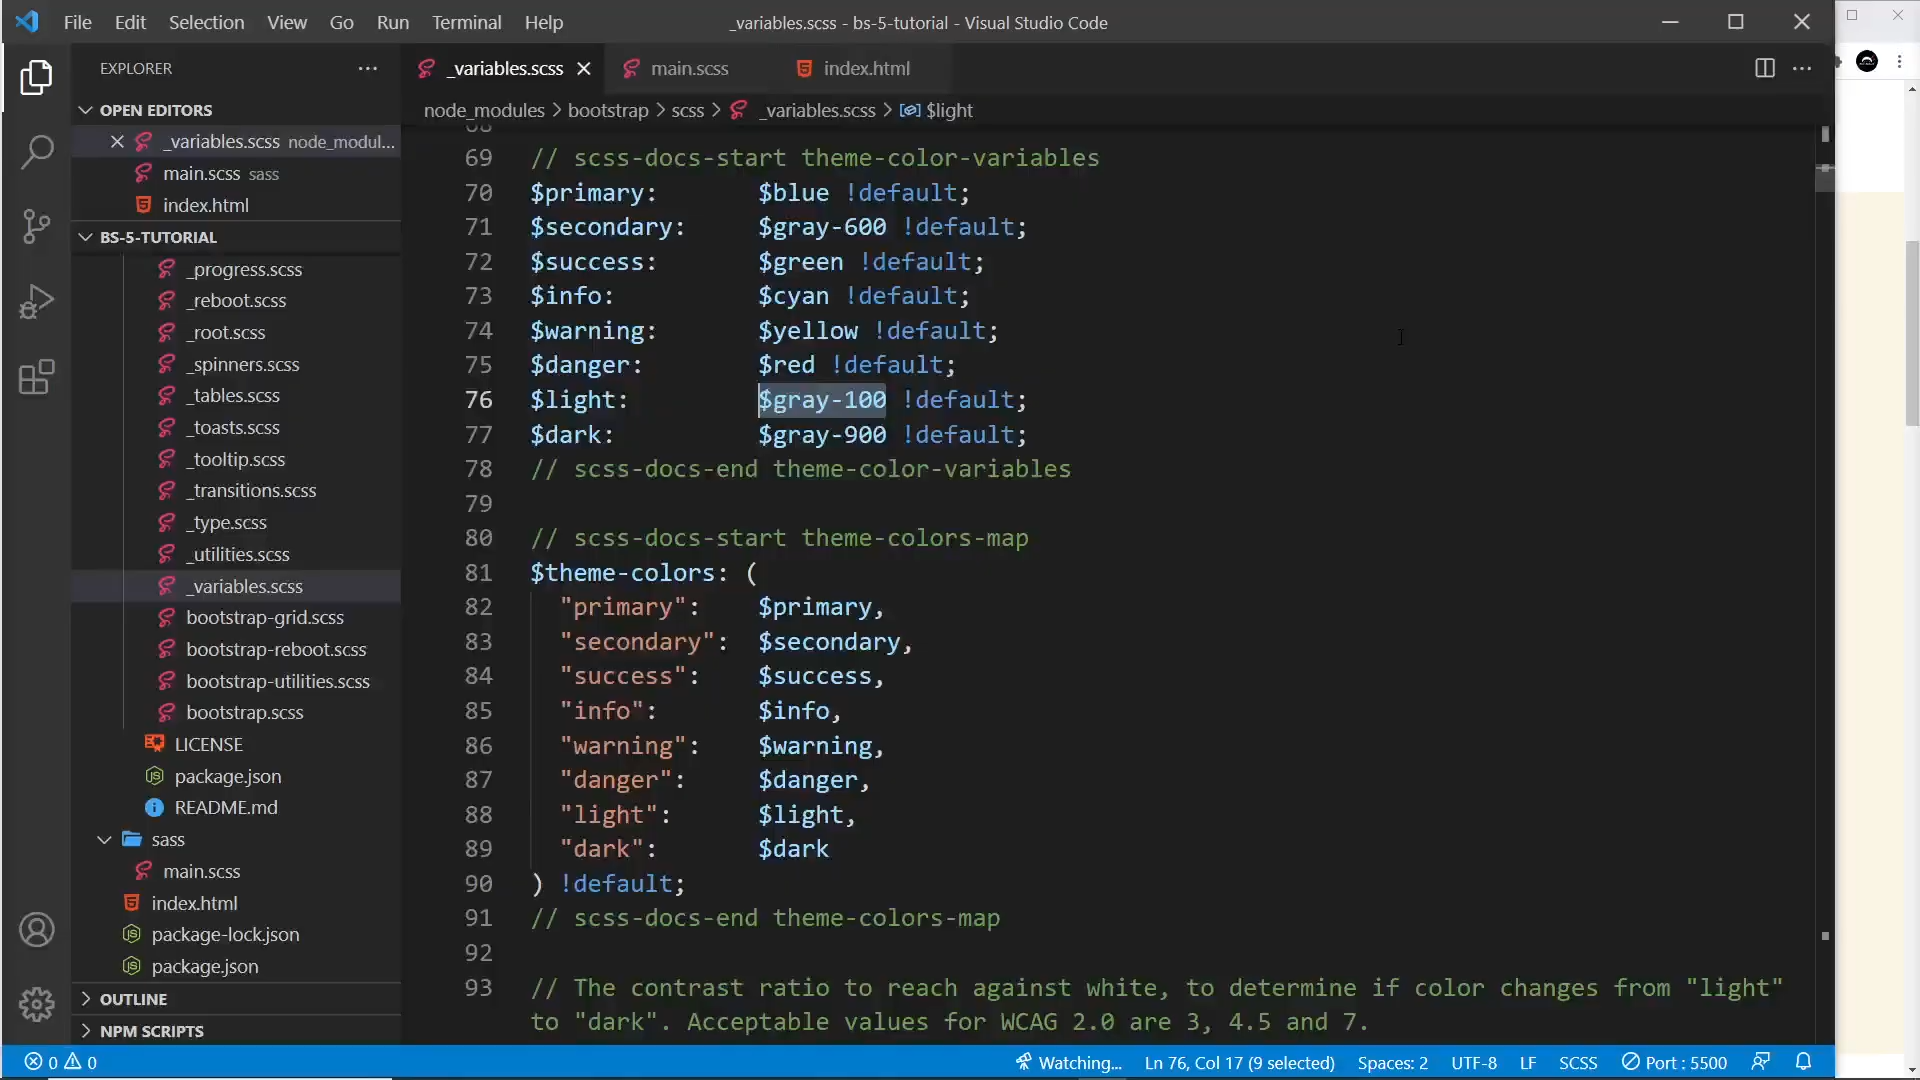 File Edit Selection View Go Run Terminal Help
_variables.scss - bs-5-tutorial - Visual Studio Code
EXPLORER
OPEN EDITORS
_variables.scss node_modul...
main.scss sass
index.html
BS-5-TUTORIAL
_progress.scss
_reboot.scss
_root.scss
_spinners.scss
_tables.scss
_toasts.scss
_tooltip.scss
_transitions.scss
_type.scss
_utilities.scss
_variables.scss
bootstrap-grid.scss
bootstrap-reboot.scss
bootstrap-utilities.scss
bootstrap.scss
LICENSE
package.json
README.md
sass
main.scss
index.html
package-lock.json
package.json
OUTLINE
NPM SCRIPTS
_variables.scss main.scss index.html
node_modules > bootstrap > scss > _variables.scss > $light
69 // scss-docs-start theme-color-variables
70 $primary: $blue !default;
71 $secondary: $gray-600 !default;
72 $success: $green !default;
73 $info: $cyan !default;
74 $warning: $yellow !default;
75 $danger: $red !default;
76 $light: $gray-100 !default;
77 $dark: $gray-900 !default;
78 // scss-docs-end theme-color-variables
79
80 // scss-docs-start theme-colors-map
81 $theme-colors: (
82 "primary": $primary,
83 "secondary": $secondary,
84 "success": $success,
85 "info": $info,
86 "warning": $warning,
87 "danger": $danger,
88 "light": $light,
89 "dark": $dark
90 ) !default;
91 // scss-docs-end theme-colors-map
92
93 // The contrast ratio to reach against white, to determine if color changes from "light"
to "dark". Acceptable values for WCAG 2.0 are 3, 4.5 and 7.
0 0 Watching... Ln 76, Col 17 (9 selected) Spaces: 2 UTF-8 LF SCSS Port : 5500